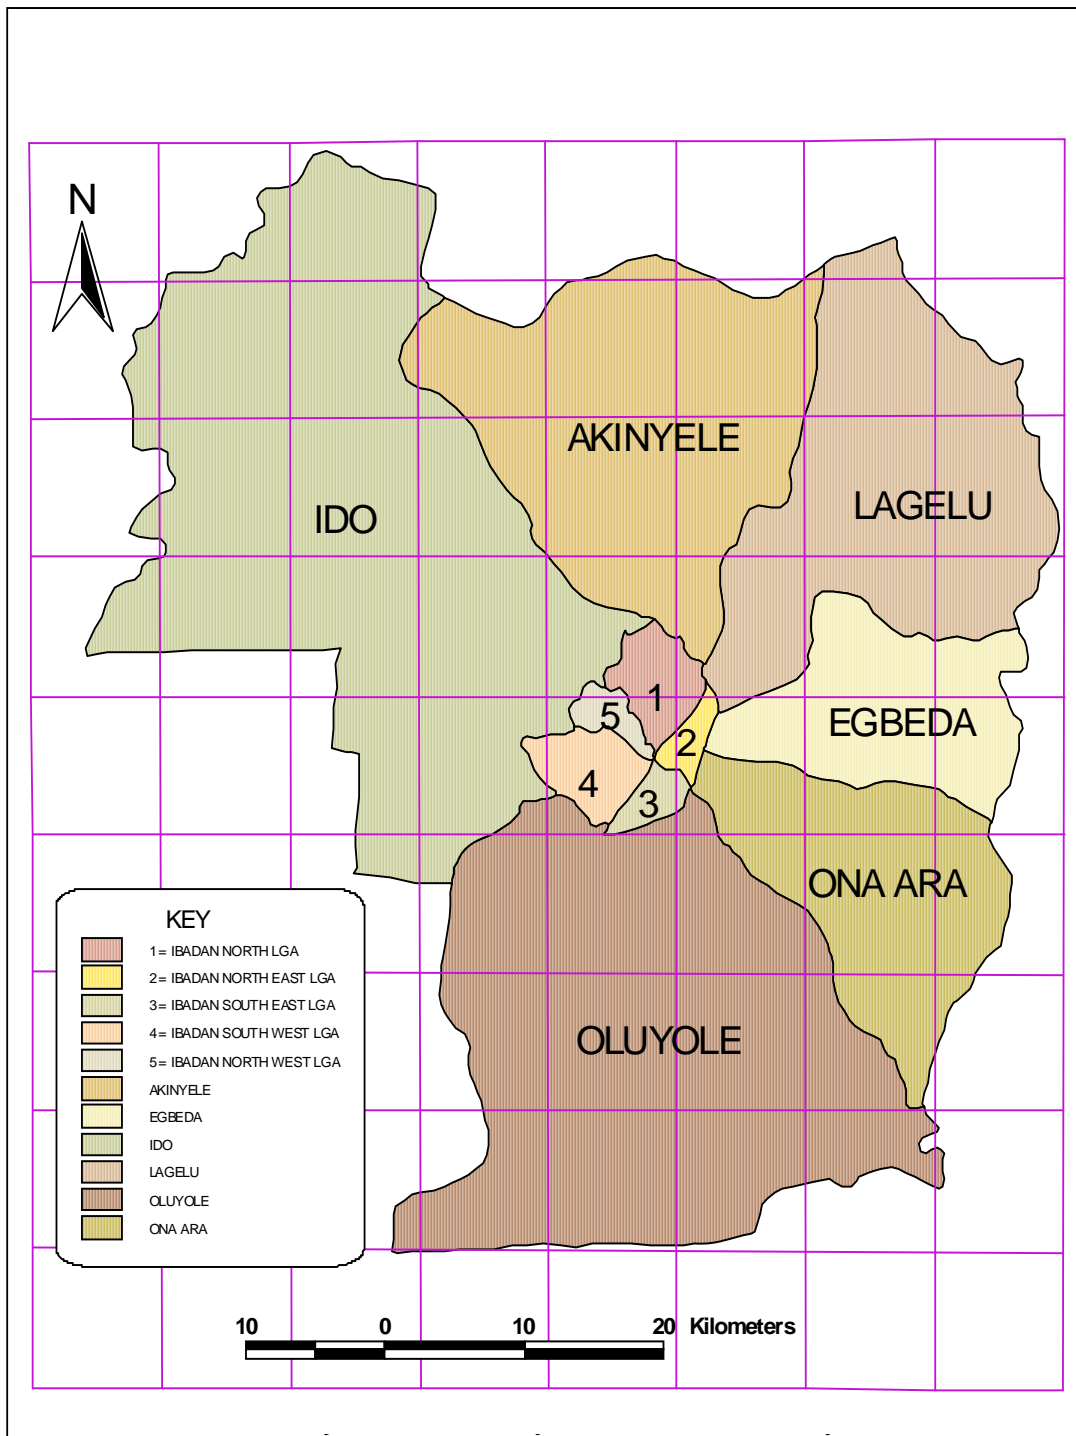 N
AKINYELE
LAGELU
IDO
1
5
2
EGBEDA
4
3
ONA ARA
OLUYOLE
KEY
1 = IBADAN NORTH LGA
2 = IBADAN NORTH EAST LGA
3 = IBADAN SOUTH EAST LGA
4 = IBADAN SOUTH WEST LGA
5 = IBADAN NORTH WEST LGA
AKINYELE
EGBEDA
IDO
LAGELU
OLUYOLE
ONA ARA
10 0 10 20 Kilometers